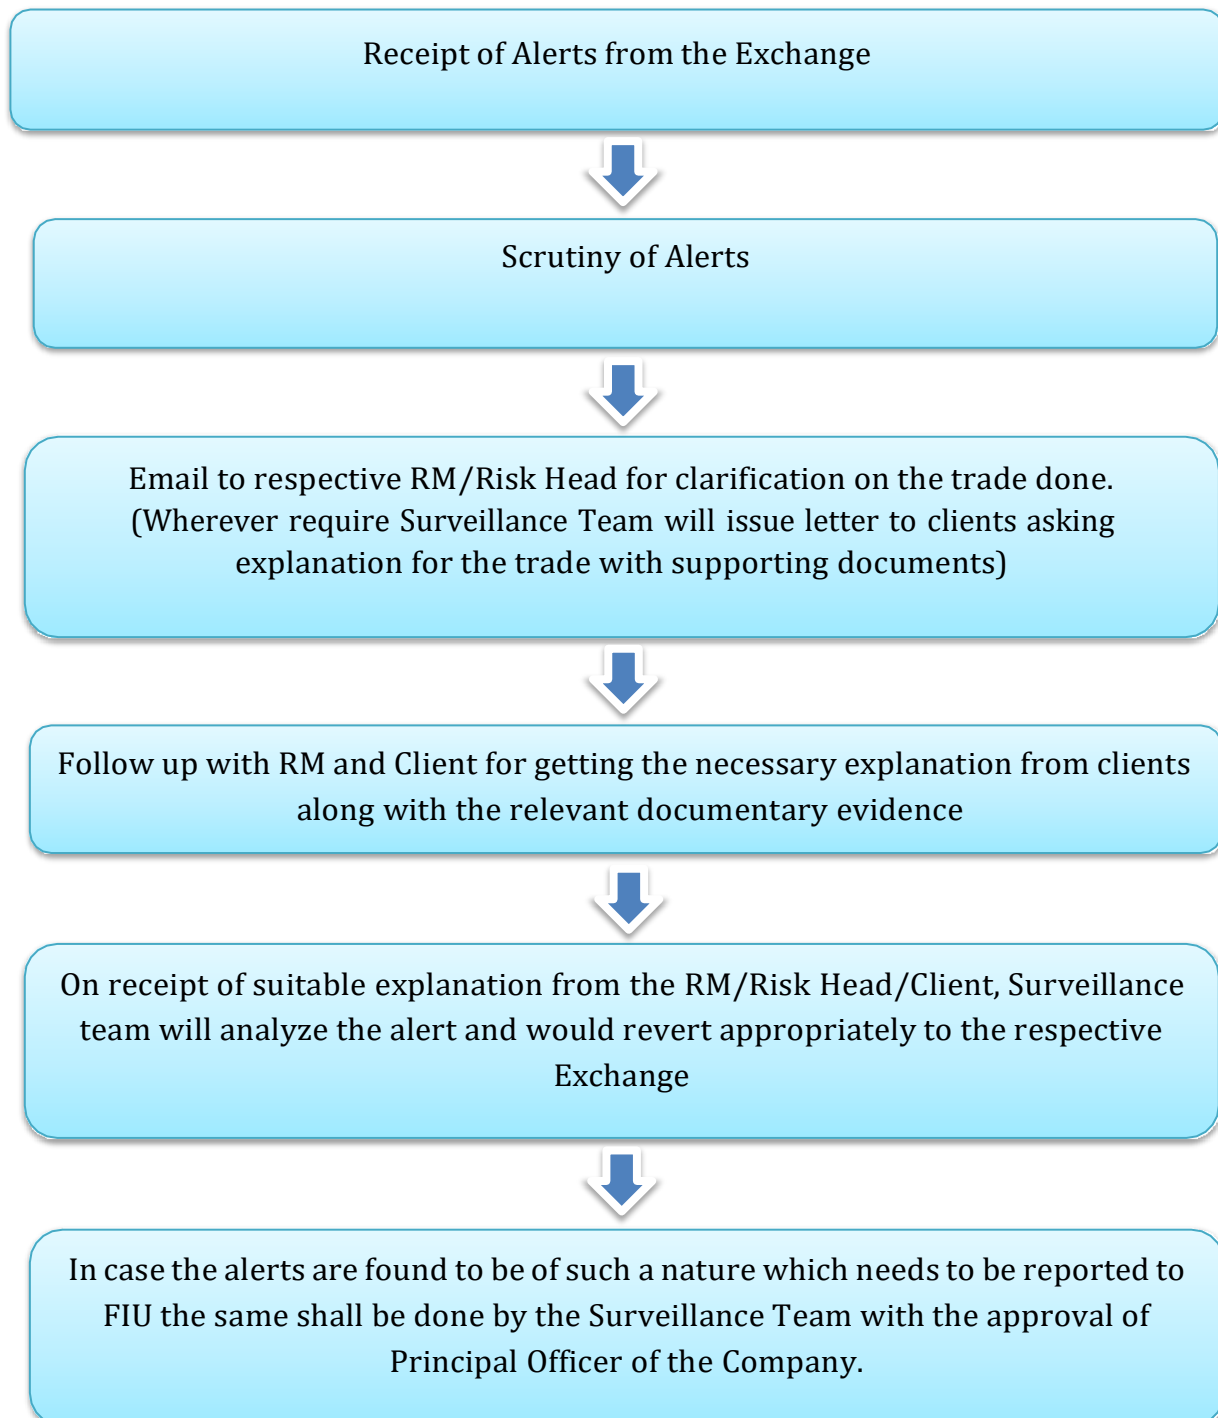 Receipt of Alerts from the Exchange
Scrutiny of Alerts
Email to respective RM/Risk Head for clarification on the trade done.
(Wherever require Surveillance Team will issue letter to clients asking
explanation for the trade with supporting documents)
Follow up with RM and Client for getting the necessary explanation from clients
along with the relevant documentary evidence
On receipt of suitable explanation from the RM/Risk Head/Client, Surveillance
team will analyze the alert and would revert appropriately to the respective
Exchange
In case the alerts are found to be of such a nature which needs to be reported to
FIU the same shall be done by the Surveillance Team with the approval of
Principal Officer of the Company.